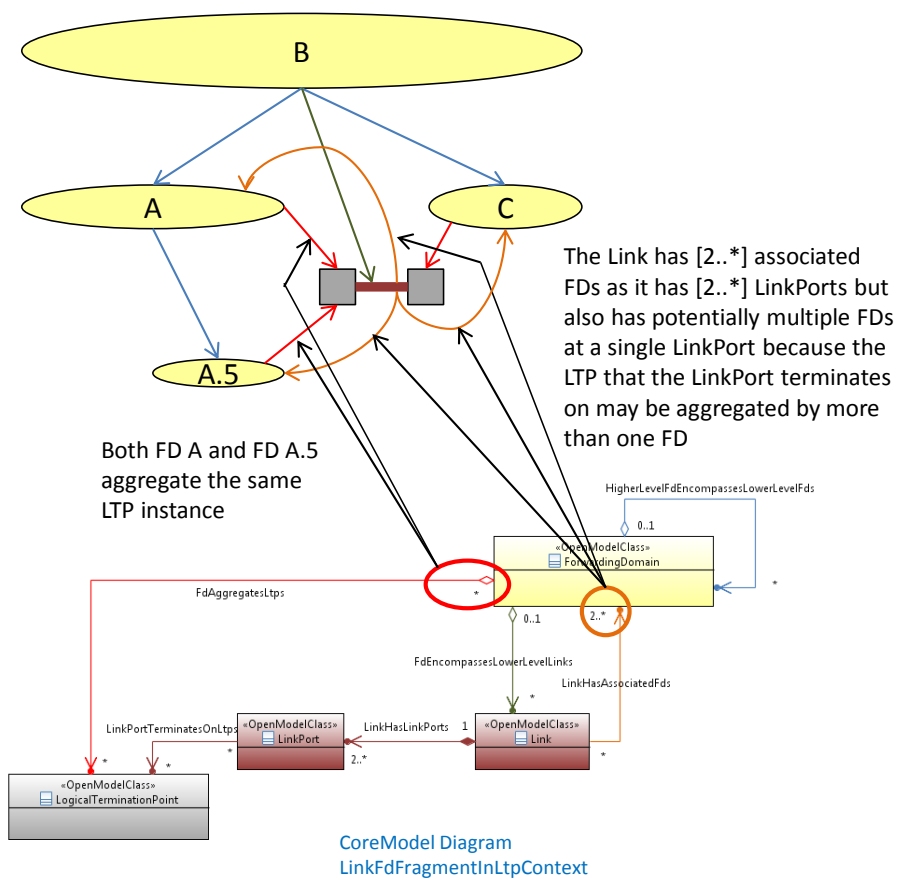 B
A
C
A.5
The Link has [2..*] associated
FDs as it has [2..*] LinkPorts but
also has potentially multiple FDs
at a single LinkPort because the
LTP that the LinkPort terminates
on may be aggregated by more
than one FD
Both FD A and FD A.5
aggregate the same
LTP instance
HigherLevelFdEncompassesLowerLevelFds
0..1
«OpenModelClass»
ForwardingDomain
*
FdAggregatesLtps
*
0..1
2..*
FdEncompassesLowerLevelLinks
LinkHasAssociatedFds
*
«OpenModelClass»
LinkPort
LinkHasLinkPorts
1
2..*
«OpenModelClass»
Link
*
LinkPortTerminatesOnLtps
*
*
*
«OpenModelClass»
LogicalTerminationPoint
CoreModel Diagram
LinkFdFragmentInLtpContext